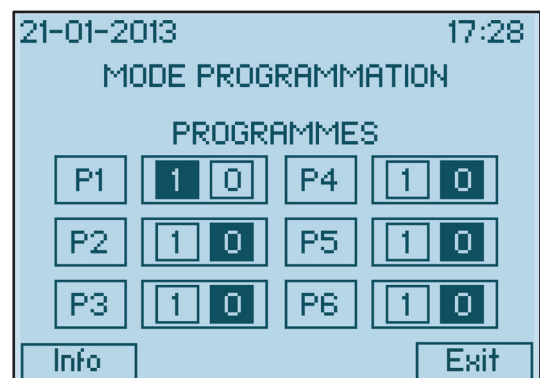 21-01-2013 17:28
MODE PROGRAMMATION
PROGRAMMES
P1 1 0 P4 1 0
P2 1 0 P5 1 0
P3 1 0 P6 1 0
Info Exit